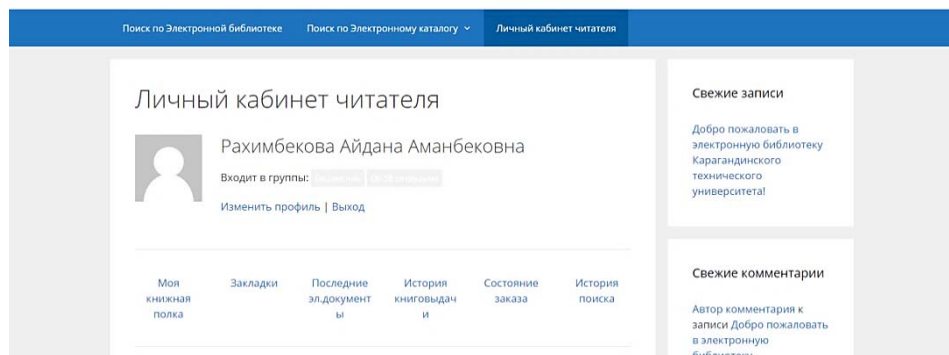 Поиск по Электронной библиотеке
Поиск по Электронному каталогу
Личный кабинет читателя
Личный кабинет читателя
Рахимбекова Айдана Аманбековна
Входит в группы:
Изменить профиль | Выход
Моя
книжная
полка
Закладки
Последние
эл.документ
ы
История
книговыдач
и
Состояние
заказа
История
поиска
Свежие записи
Добро пожаловать в
электронную библиотеку
Карагандинского
технического
университета!
Свежие комментарии
Автор комментария к
записи Добро пожаловать
в электронную
библиотеку